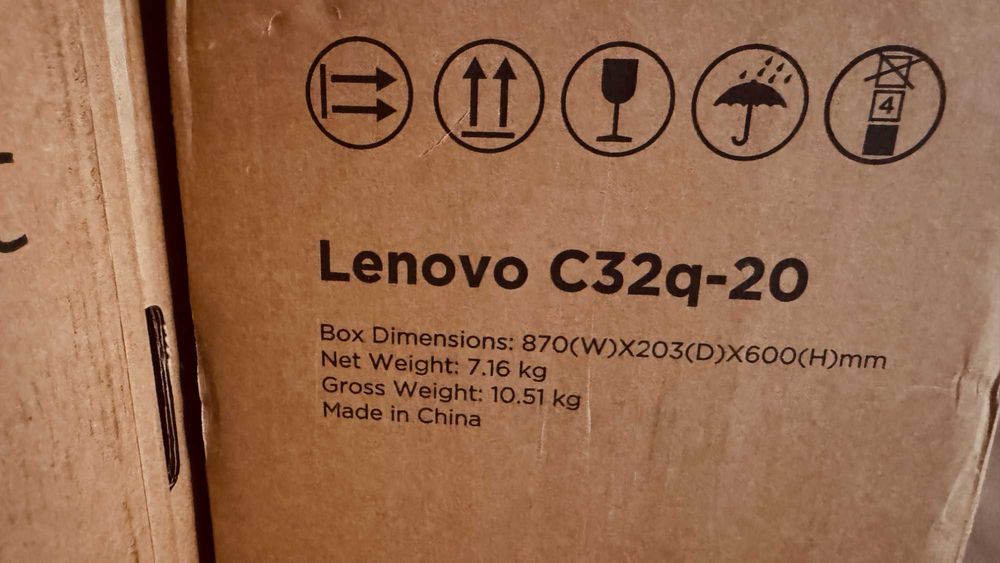 4
Lenovo C32q-20
Box Dimensions: 870(W)X203(D)X600(H)mm
Net Weight: 7.16 kg
Gross Weight: 10.51 kg
Made in China